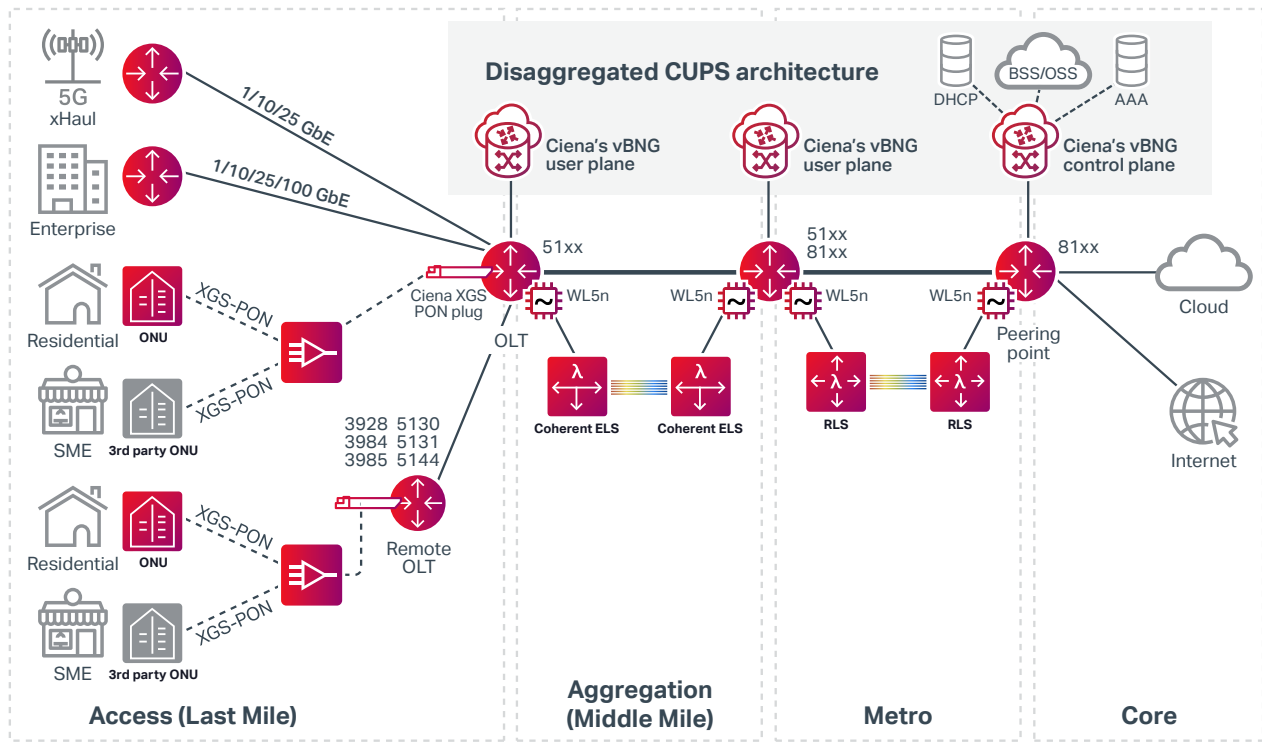 Disaggregated CUPS architecture
5G
xHaul
1/10/25 GbE
Enterprise
1/10/25/100 GbE
Ciena's vBNG
user plane
Ciena's vBNG
user plane
DHCP
BSS/OSS
AAA
Ciena's vBNG
control plane
51xx
51xx
81xx
81xx
Ciena XGS
PON plug
OLT
WL5n
WL5n
WL5n
WL5n
Peering
point
Cloud
Internet
Residential
ONU
XGS-PON
SME
3rd party ONU
XGS-PON
λ
Coherent ELS
λ
Coherent ELS
λ
RLS
λ
RLS
3928 5130
3984 5131
3985 5144
Remote
OLT
Residential
ONU
XGS-PON
SME
3rd party ONU
XGS-PON
Access (Last Mile)
Aggregation
(Middle Mile)
Metro
Core